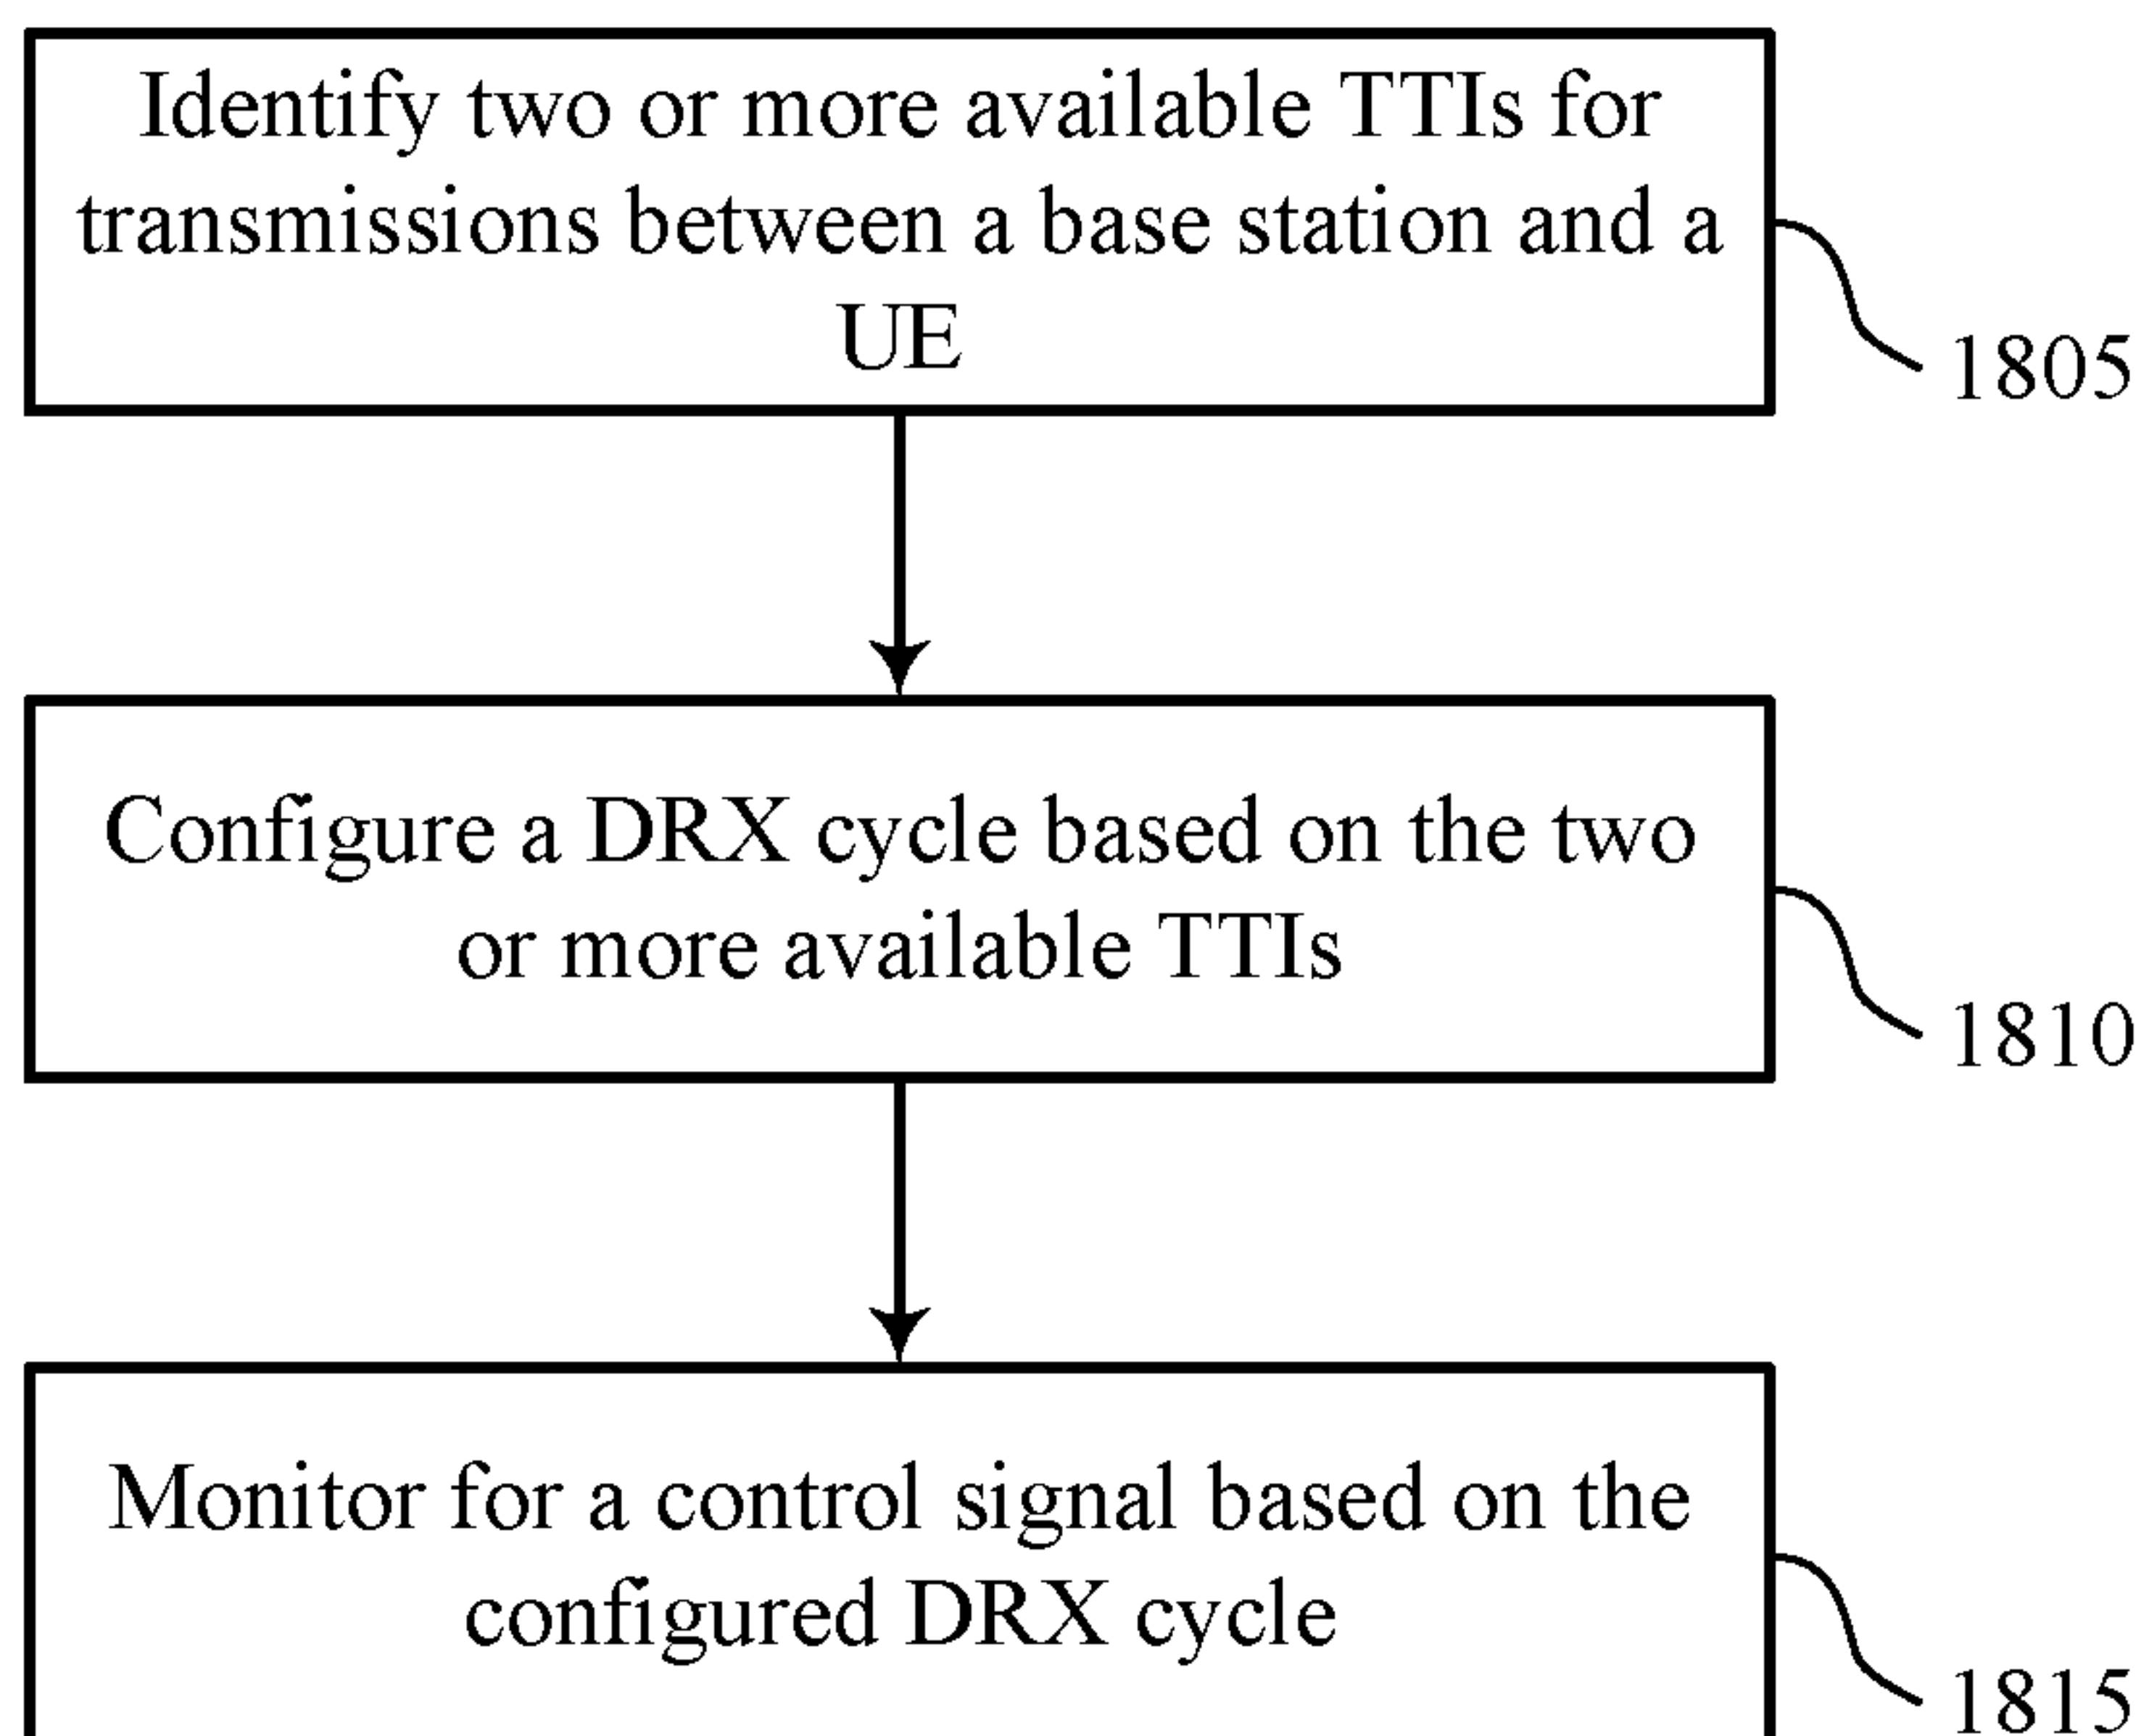 Identify two or more available TTIs for
transmissions between a base station and a
UE
1805
Configure a DRX cycle based on the two
or more available TTIs
1810
Monitor for a control signal based on the
configured DRX cycle
1815